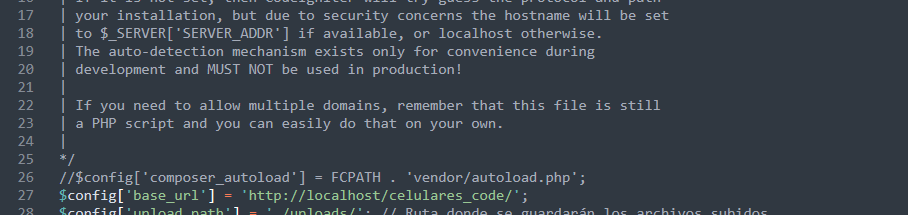 16 | If it is not set, then CodeIgniter will try guess the protocol and path
17 | your installation, but due to security concerns the hostname will be set
18 | to $_SERVER['SERVER_ADDR'] if available, or localhost otherwise.
19 | The auto-detection mechanism exists only for convenience during
20 | development and MUST NOT be used in production!
21 |
22 | If you need to allow multiple domains, remember that this file is still
23 | a PHP script and you can easily do that on your own.
24 |
25 */
26 //$config['composer_autoload'] = FCPATH . 'vendor/autoload.php';
27 $config['base_url'] = 'http://localhost/celulares_code/';
28 $config['upload_path'] = './uploads/'; // Ruta donde se guardarán los archivos subidos